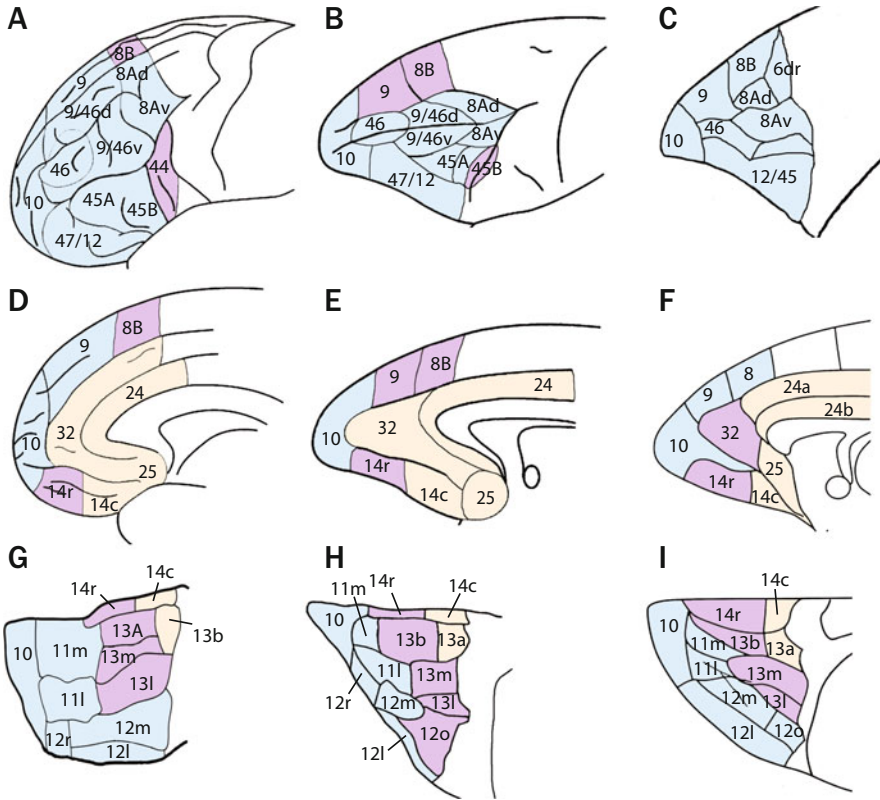 A
8B
9
8Ad
9/46d
8Av
9/46v
46
44
10
45A
45B
47/12
B
8B
9
8Ad
46
9/46d
9/46v
8Av
10
45A
45B
47/12
C
8B
6dr
9
8Ad
46
8Av
10
12/45
D
8B
9
24
10
32
25
14r
14c
E
9
8B
24
32
10
14r
14c
25
F
8
9
24a
24b
32
10
25
14r
14c
G
14r
14c
13b
13A
10
11m
13m
13l
11l
12r
12m
12l
H
11m
14r
14c
10
13b
13a
11l
13m
12r
12m
13l
12o
12l
I
14c
14r
10
11m
13b
13a
11l
13m
12m
13l
12l
12o